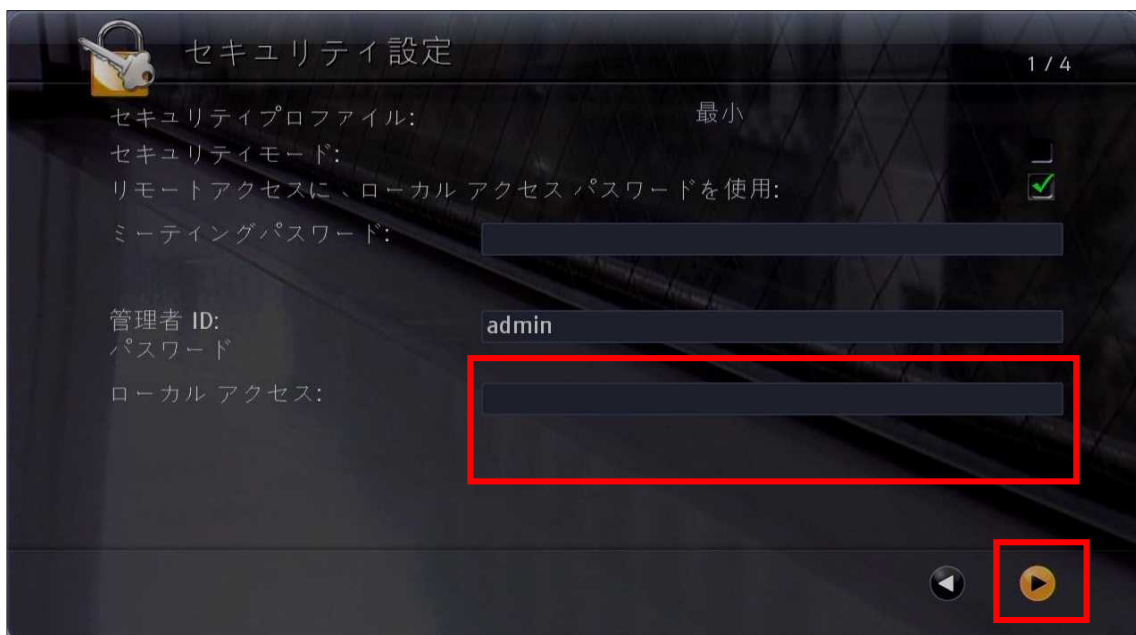 セキュリティ設定
1 / 4
セキュリティプロファイル: 最小
セキュリティモード:
リモートアクセスに、ローカル アクセス パスワードを使用:
ミーティングパスワード:
管理者 ID: admin
パスワード
ローカル アクセス: